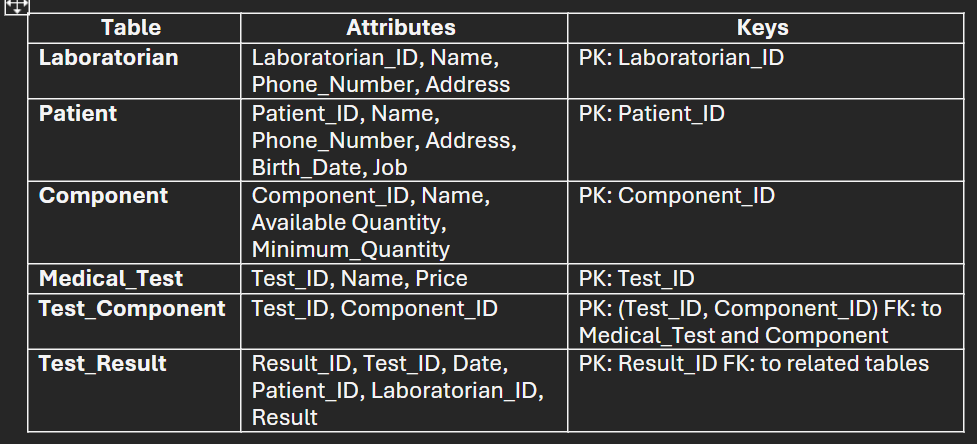 Table Attributes Keys
Laboratorian Laboratorian_ID, Name, PK: Laboratorian_ID
Phone_Number, Address
Patient Patient_ID, Name, PK: Patient_ID
Phone_Number, Address,
Birth_Date, Job
Component Component_ID, Name, PK: Component_ID
Available Quantity,
Minimum_Quantity
Medical_Test Test_ID, Name, Price PK: Test_ID
Test_Component Test_ID, Component_ID PK: (Test_ID, Component_ID) FK: to
Medical_Test and Component
Test_Result Result_ID, Test_ID, Date, PK: Result_ID FK: to related tables
Patient_ID, Laboratorian_ID,
Result